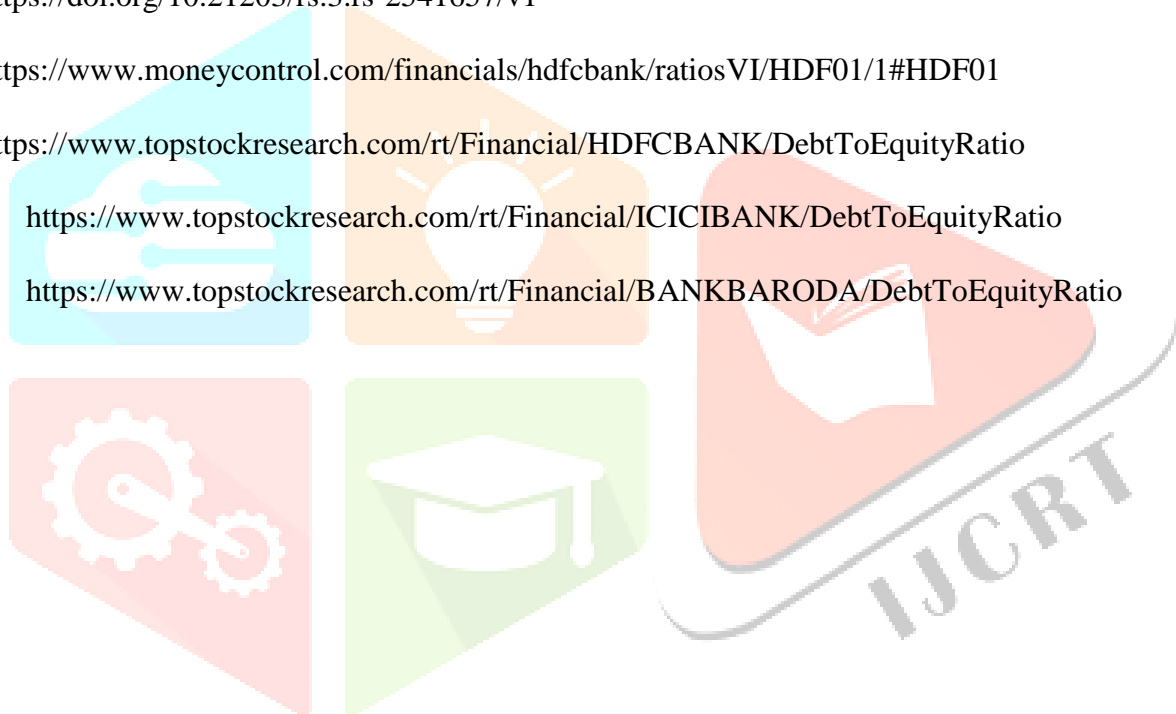 ttps://www.moneycontrol.com/financials/hdfcbank/ratiosVI/HDF01/1#HDF01
ttps://www.topstockresearch.com/rt/Financial/HDFCBANK/DebtToEquityRatio
https://www.topstockresearch.com/rt/Financial/ICICIBANK/DebtToEquityRatio
https://www.topstockresearch.com/rt/Financial/BANKBARODA/DebtToEquityRatio
IJCRT